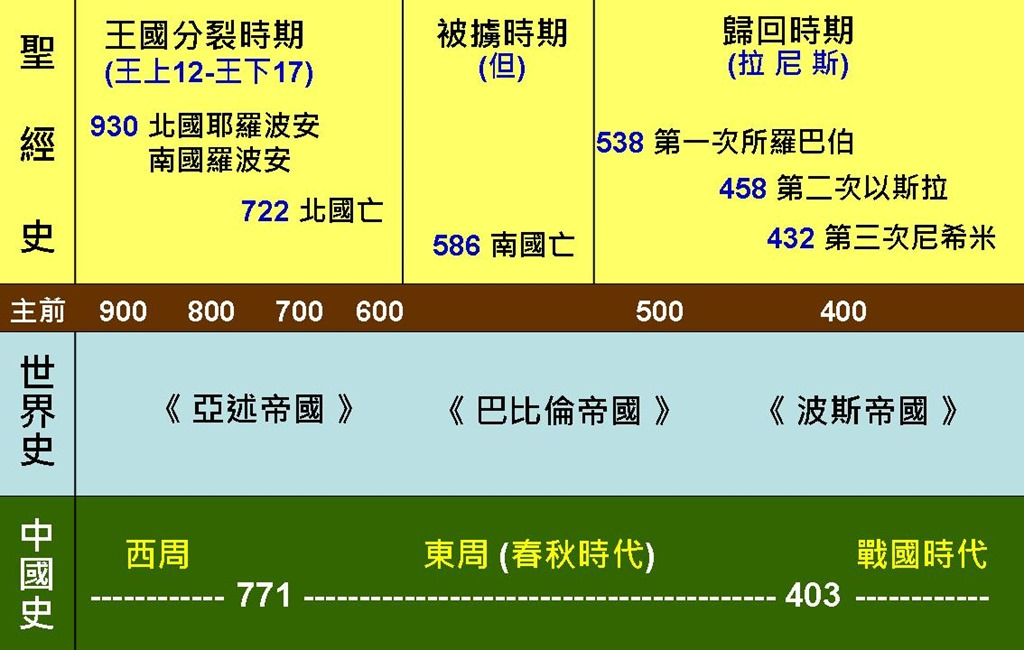 聖經史
王國分裂時期
(王上12-王下17)
930 北國耶羅波安
南國羅波安
722 北國亡
被擄時期
(但)
586 南國亡
歸回時期
(拉 尼 斯)
538 第一次所羅巴伯
458 第二次以斯拉
432 第三次尼希米
主前 900 800 700 600 500 400
世界史
《 亞述帝國 》 《 巴比倫帝國 》 《 波斯帝國 》
中國史
西周 東周 (春秋時代) 戰國時代
------------ 771 ------------------------------------------- 403 ------------